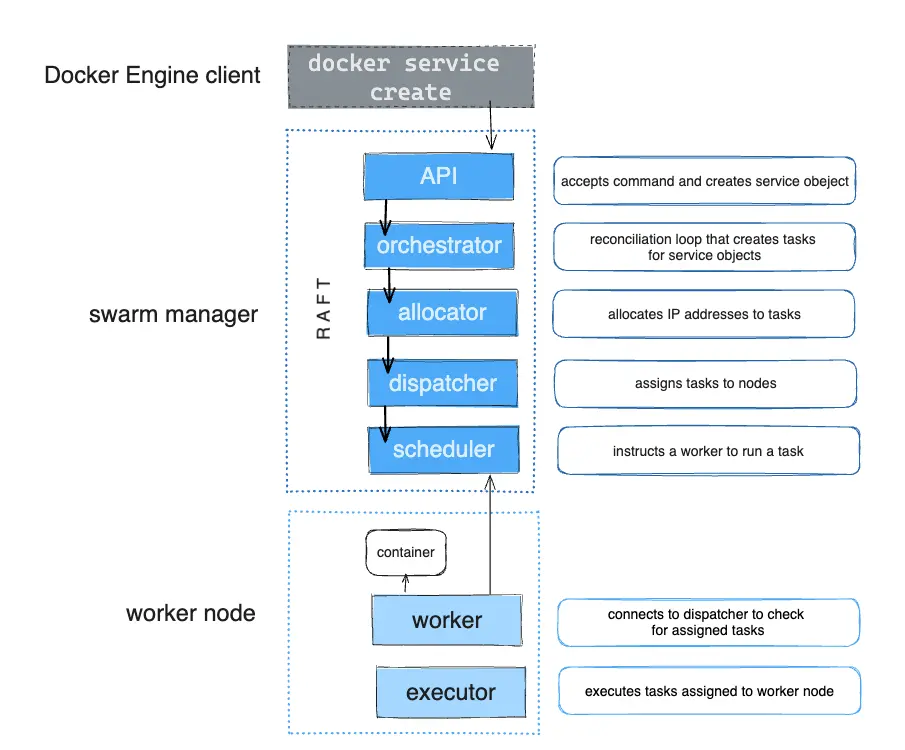 Docker Engine client
docker service
create
API
accepts command and creates service obeject
orchestrator
reconciliation loop that creates tasks
for service objects
swarm manager
RAFT
allocator
allocates IP addresses to tasks
dispatcher
assigns tasks to nodes
scheduler
instructs a worker to run a task
container
worker node
worker
connects to dispatcher to check
for assigned tasks
executor
executes tasks assigned to worker node